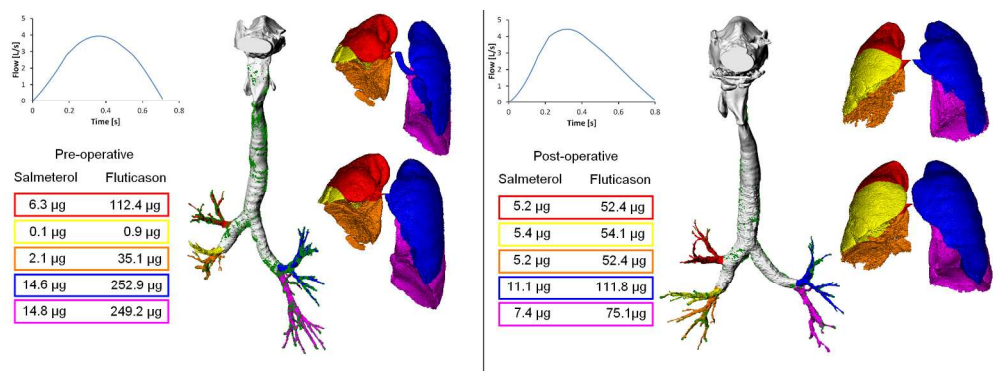 5
4
3
2
1
0
Flow [L/s]
0 0.2 0.4 0.6 0.8
Time [s]
Pre-operative
Salmeterol Fluticason
6.3 µg 112.4 µg
0.1 µg 0.9 µg
2.1 µg 35.1 µg
14.6 µg 252.9 µg
14.8 µg 249.2 µg
5
4
3
2
1
0
Flow [L/s]
0 0.2 0.4 0.6 0.8
Time [s]
Post-operative
Salmeterol Fluticason
5.2 µg 52.4 µg
5.4 µg 54.1 µg
5.2 µg 52.4 µg
11.1 µg 111.8 µg
7.4 µg 75.1µg